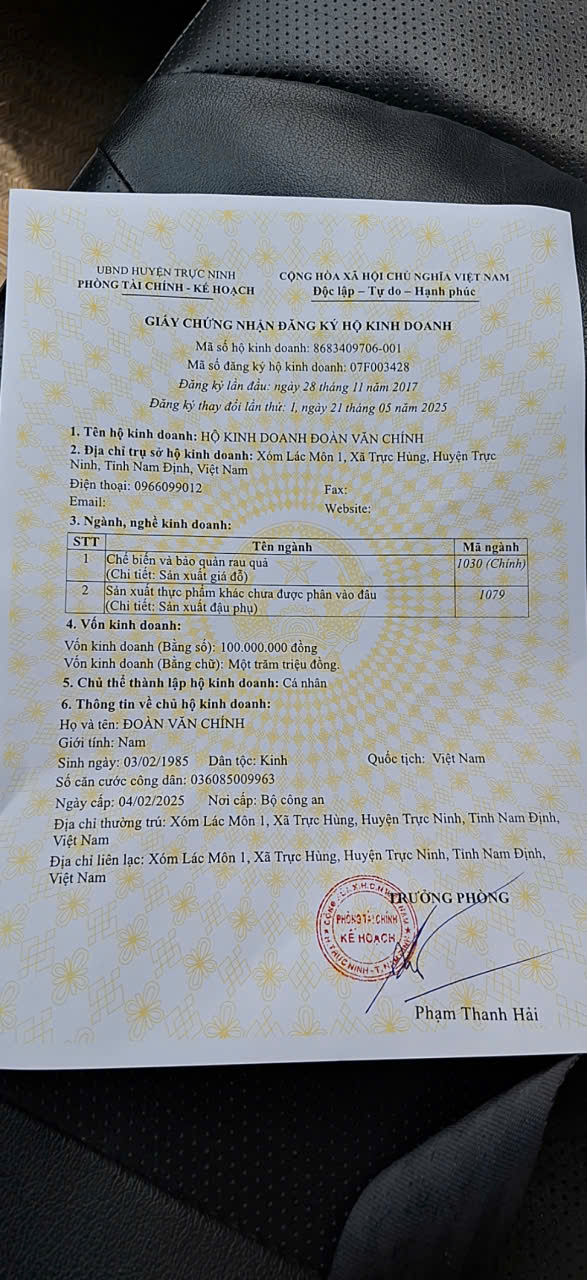 UBND HUYỆN TRỰC NINH
PHÒNG TÀI CHÍNH - KẾ HOẠCH
CỘNG HÒA XÃ HỘI CHỦ NGHĨA VIỆT NAM
Độc lập – Tự do – Hạnh phúc
GIẤY CHỨNG NHẬN ĐĂNG KÝ HỘ KINH DOANH
Mã số hộ kinh doanh: 8683409706-001
Mã số đăng ký hộ kinh doanh: 07F003428
Đăng ký lần đầu: ngày 28 tháng 11 năm 2017
Đăng ký thay đổi lần thứ: 1, ngày 21 tháng 05 năm 2025
1. Tên hộ kinh doanh: HỘ KINH DOANH ĐOÀN VĂN CHÍNH
2. Địa chỉ trụ sở hộ kinh doanh: Xóm Lác Môn 1, Xã Trực Hùng, Huyện Trực
Ninh, Tỉnh Nam Định, Việt Nam
Điện thoại: 0966099012 Fax:
Email: Website:
3. Ngành, nghề kinh doanh:
STT Tên ngành Mã ngành
1 Chế biến và bảo quản rau quả 1030 (Chính)
(Chi tiết: Sản xuất giá đỗ)
2 Sản xuất thực phẩm khác chưa được phân vào đâu 1079
(Chi tiết: Sản xuất đậu phụ)
4. Vốn kinh doanh:
Vốn kinh doanh (Bằng số): 100.000.000 đồng
Vốn kinh doanh (Bằng chữ): Một trăm triệu đồng.
5. Chủ thể thành lập hộ kinh doanh: Cá nhân
6. Thông tin về chủ hộ kinh doanh:
Họ và tên: ĐOÀN VĂN CHÍNH
Giới tính: Nam
Sinh ngày: 03/02/1985 Dân tộc: Kinh Quốc tịch: Việt Nam
Số căn cước công dân: 036085009963
Ngày cấp: 04/02/2025 Nơi cấp: Bộ công an
Địa chỉ thường trú: Xóm Lác Môn 1, Xã Trực Hùng, Huyện Trực Ninh, Tỉnh Nam Định,
Việt Nam
Địa chỉ liên lạc: Xóm Lác Môn 1, Xã Trực Hùng, Huyện Trực Ninh, Tỉnh Nam Định,
Việt Nam
TRƯỞNG PHÒNG
PHÒNG TÀI CHÍNH
KẾ HOẠCH
Phạm Thanh Hải